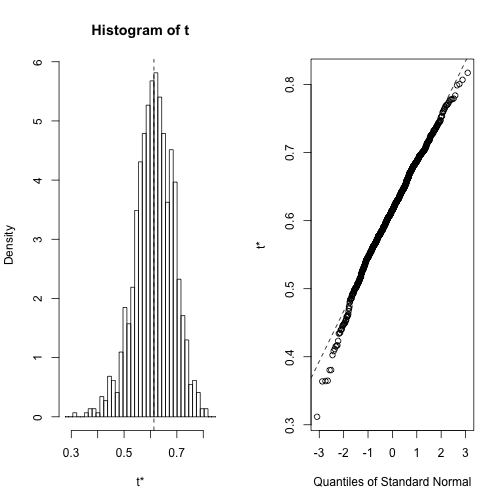 Histogram of t
Density
0 1 2 3 4 5 6
0.3 0.5 0.7
t*
t*
0.3 0.4 0.5 0.6 0.7 0.8
-3 -2 -1 0 1 2 3
Quantiles of Standard Normal